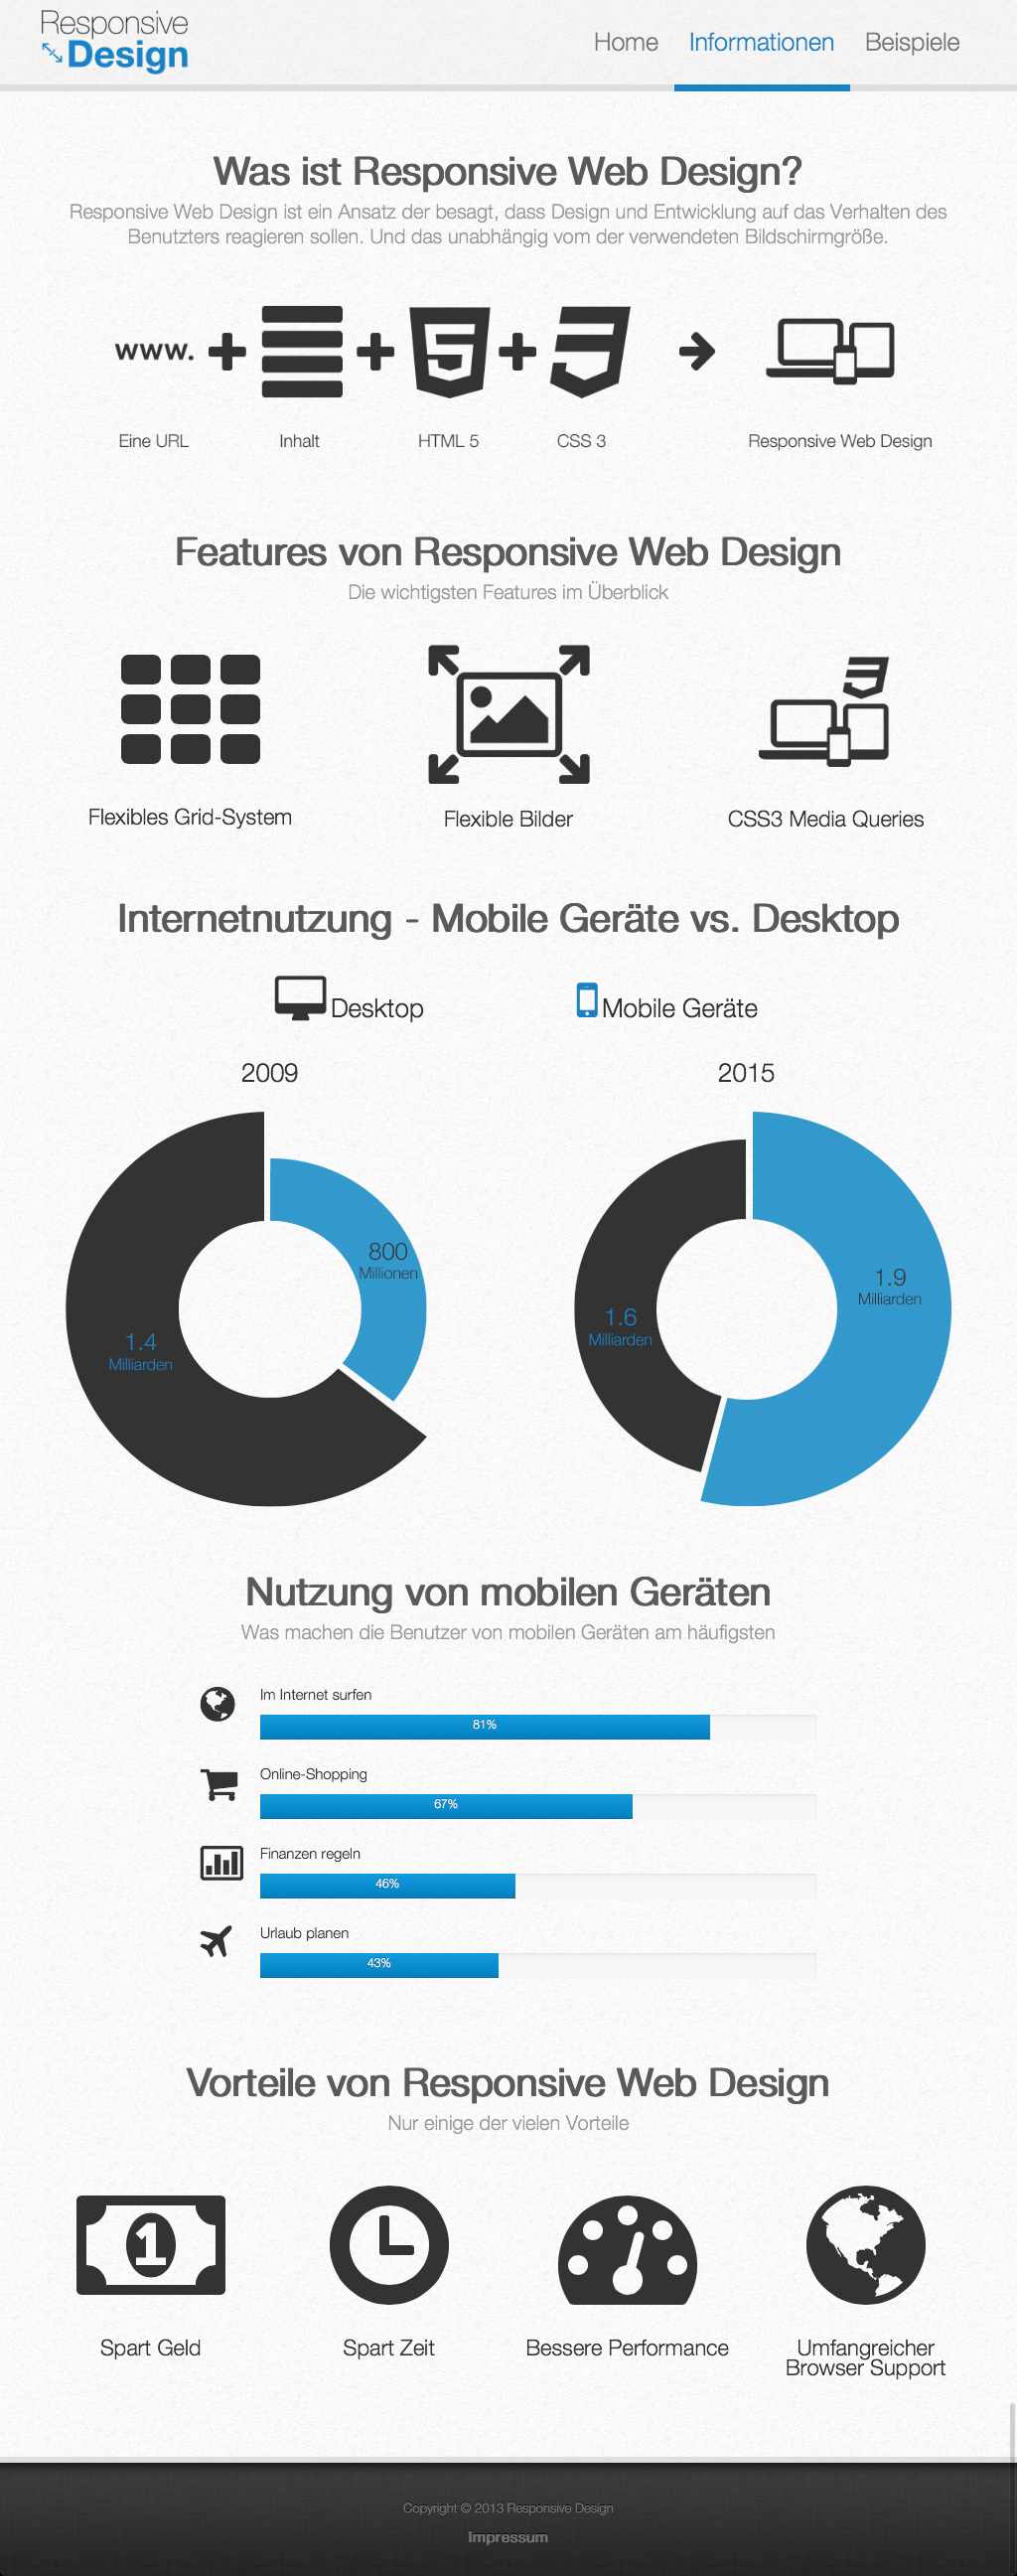 Responsive
Design
Home Informationen Beispiele
Was ist Responsive Web Design?
Responsive Web Design ist ein Ansatz der besagt, dass Design und Entwicklung auf das Verhalten des
Benutzters reagieren sollen. Und das unabhängig vom der verwendeten Bildschirmgröße.
www.
Eine URL Inhalt HTML 5 CSS 3 Responsive Web Design
Features von Responsive Web Design
Die wichtigsten Features im Überblick
Flexibles Grid-System Flexible Bilder CSS3 Media Queries
Internetnutzung - Mobile Geräte vs. Desktop
Desktop Mobile Geräte
2009 2015
800
Millionen
1.4
Milliarden
1.9
Milliarden
1.6
Milliarden
Nutzung von mobilen Geräten
Was machen die Benutzer von mobilen Geräten am häufigsten
Im Internet surfen
81%
Online-Shopping
67%
Finanzen regeln
46%
Urlaub planen
43%
Vorteile von Responsive Web Design
Nur einige der vielen Vorteile
1
Spart Geld Spart Zeit Bessere Performance Umfangreicher
Browser Support
Copyright © 2013 Responsive Design
Impressum